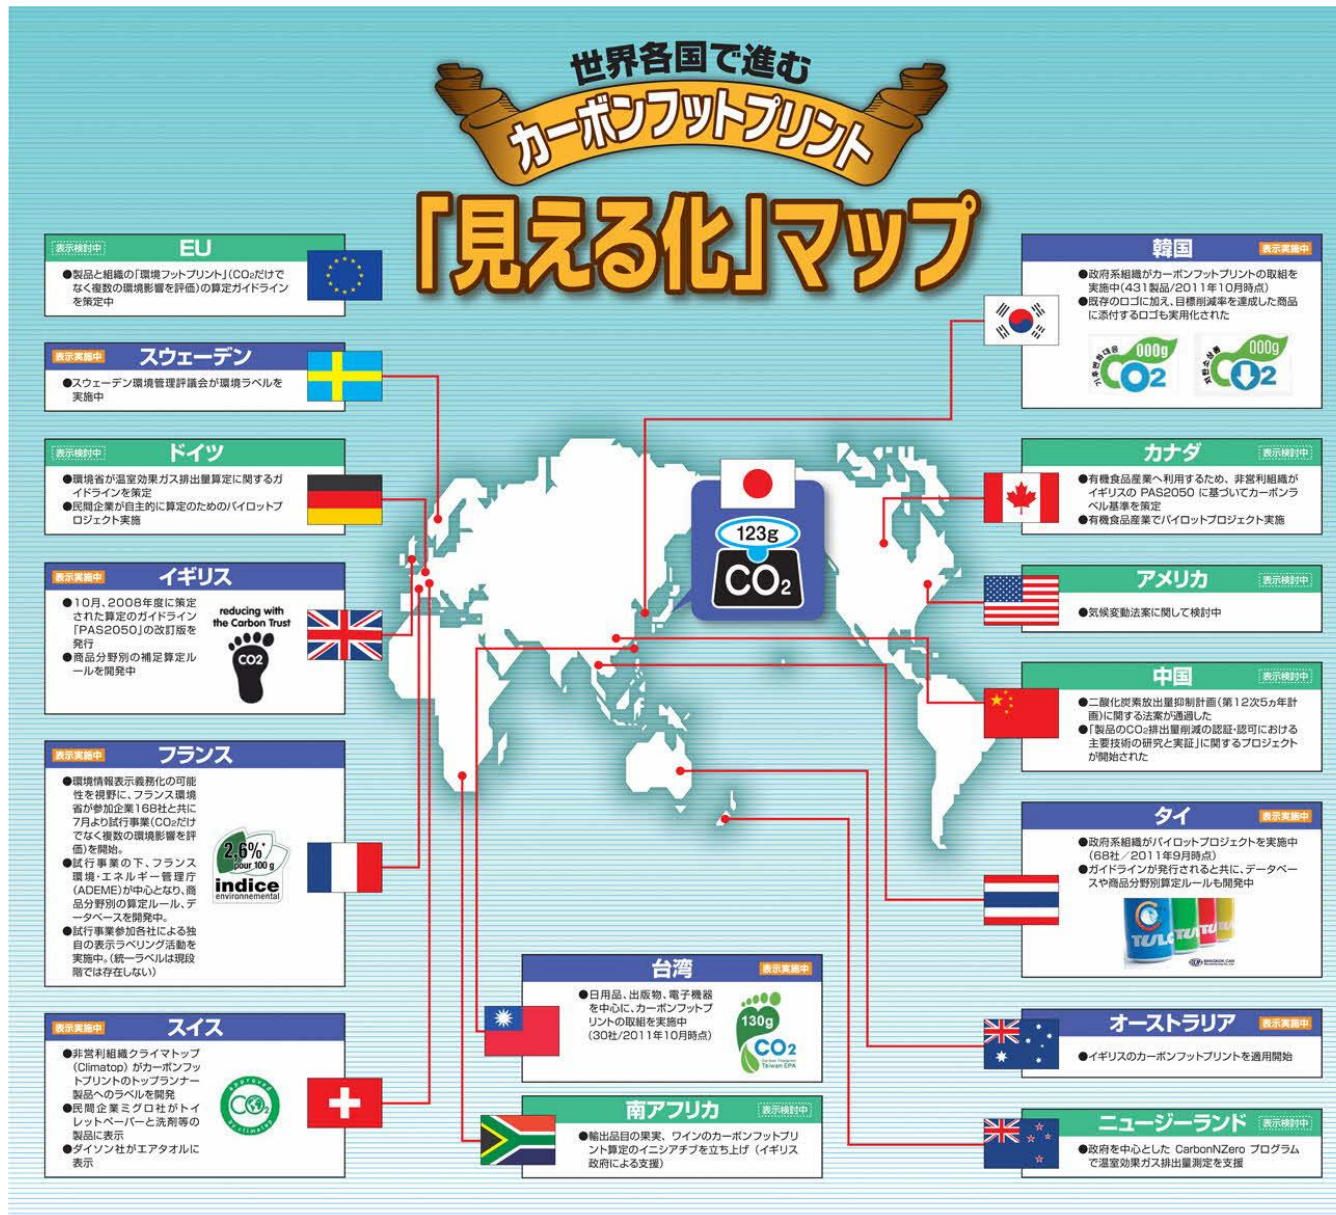 世界各国で進む
カーボンフットプリント
「見える化」マップ
表示検討中 EU
●製品と組織の「環境フットプリント」(CO₂だけで
なく複数の環境影響を評価)の算定ガイドライン
を策定中
表示実施中 スウェーデン
●スウェーデン環境管理評議会が環境ラベルを
実施中
表示検討中 ドイツ
●環境省が温室効果ガス排出量算定に関するガ
イドラインを策定
●民間企業が自主的に算定のためのパイロットプ
ロジェクト実施
表示実施中 イギリス
●10月、2008年度に策定
された算定のガイドライン
「PAS2050」の改訂版を
発行
●商品分野別の補足算定ル
ールを開発中
reducing with
the Carbon Trust
CO2
表示実施中 フランス
●環境情報表示義務化の可能
性を視野に、フランス環境
省が参加企業168社と共に
7月より試行事業(CO₂だけ
でなく複数の環境影響を評
価)を開始。
●試行事業の下、フランス
環境・エネルギー管理庁
(ADEME)が中心となり、商
品分野別の算定ルール、デ
ータベースを開発中。
●試行事業参加各社による独
自の表示ラベリング活動を
実施中。(統一ラベルは現段
階では存在しない)
2,6%*
pour 100 g
indice
environnemental
表示実施中 スイス
●非営利組織クライマトップ
(Climatop) がカーボンフッ
トプリントのトップランナー
製品へのラベルを開発
●民間企業ミグロ社がトイ
レットペーパーと洗剤等の
製品に表示
●ダイソン社がエアタオルに
表示
approved
CO2
by climatop
123g
CO₂
台湾 表示実施中
●日用品、出版物、電子機器
を中心に、カーボンフットプ
リントの取組を実施中
(30社/2011年10月時点)
130g
CO2
Carbon Footprint
Taiwan EPA
南アフリカ 表示検討中
●輸出品目の果実、ワインのカーボンフットプリ
ント算定のイニシアチブを立ち上げ (イギリス
政府による支援)
韓国 表示実施中
●政府系組織がカーボンフットプリントの取組を
実施中(431製品/2011年10月時点)
●既存のロゴに加え、目標削減率を達成した商品
に添付するロゴも実用化された
000g
기후변화대응
CO2
000g
저탄소상품
CO2
カナダ 表示検討中
●有機食品産業へ利用するため、非営利組織が
イギリスの PAS2050 に基づいてカーボンラ
ベル基準を策定
●有機食品産業でパイロットプロジェクト実施
アメリカ 表示検討中
●気候変動法案に関して検討中
中国 表示検討中
●二酸化炭素放出量抑制計画(第12次5ヵ年計
画)に関する法案が通過した
●「製品のCO₂排出量削減の認証・認可における
主要技術の研究と実証」に関するプロジェクト
が開始された
タイ 表示実施中
●政府系組織がパイロットプロジェクトを実施中
(68社／2011年9月時点)
●ガイドラインが発行されると共に、データベー
スや商品分野別算定ルールも開発中
TULC
BANGKOK CAN
オーストラリア 表示実施中
●イギリスのカーボンフットプリントを適用開始
ニュージーランド 表示検討中
●政府を中心とした CarbonNZero プログラム
で温室効果ガス排出量測定を支援